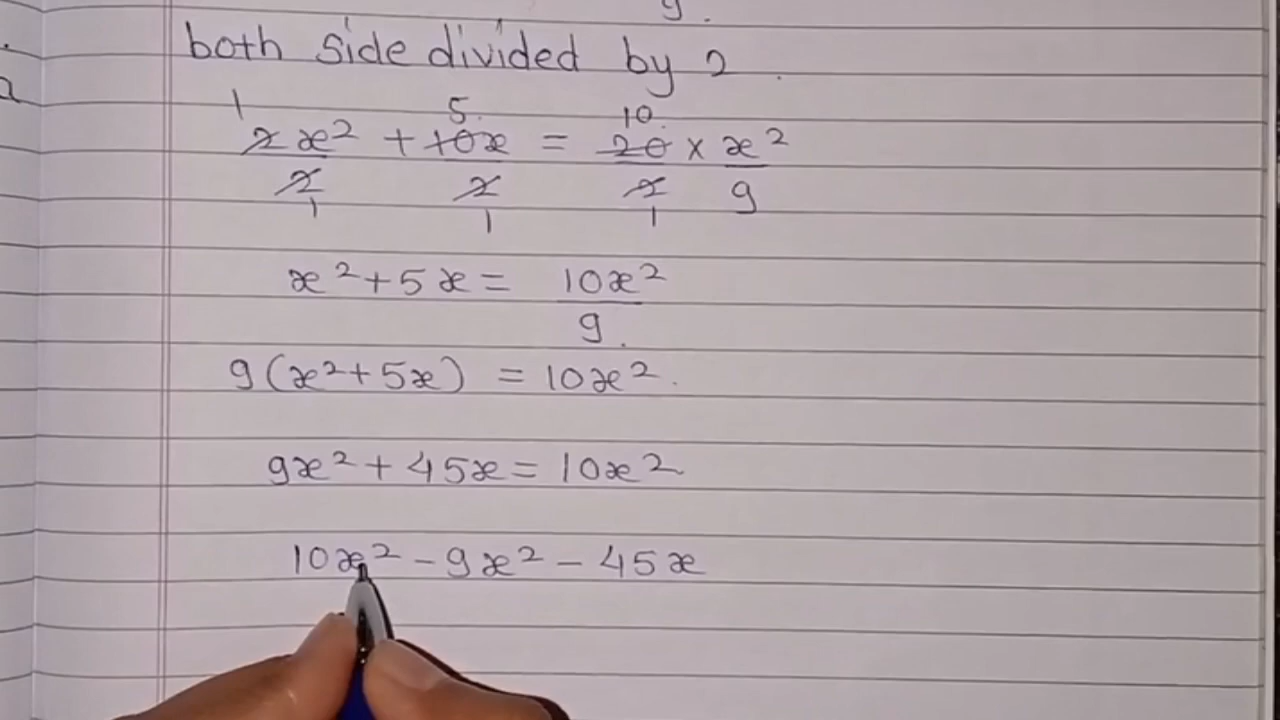 9.
both side divided by 2.
1 5. 10.
2x² + 10x = 20 × x²
2 2 2 9
1 1 1
x² + 5x = 10x²
9.
9(x² + 5x) = 10x².
9x² + 45x = 10x²
10x² - 9x² - 45x